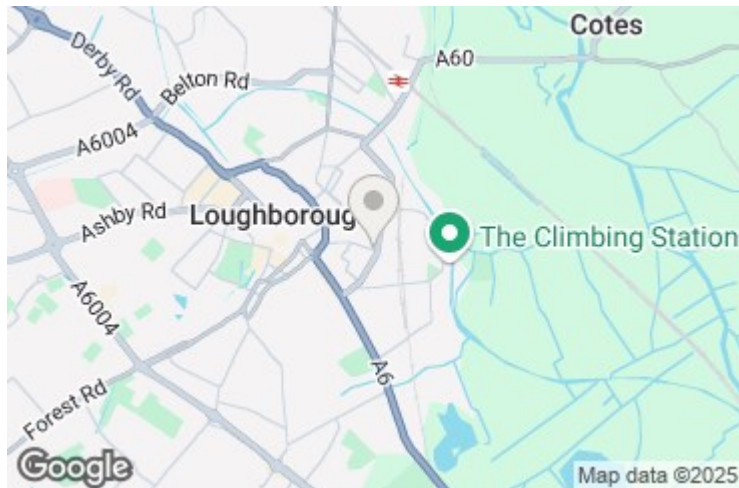 Cotes
A60
Derby Rd
Belton Rd
A6004
Ashby Rd
Loughboroug
The Climbing Station
A6004
A6
Forest Rd
Google
Map data ©2025